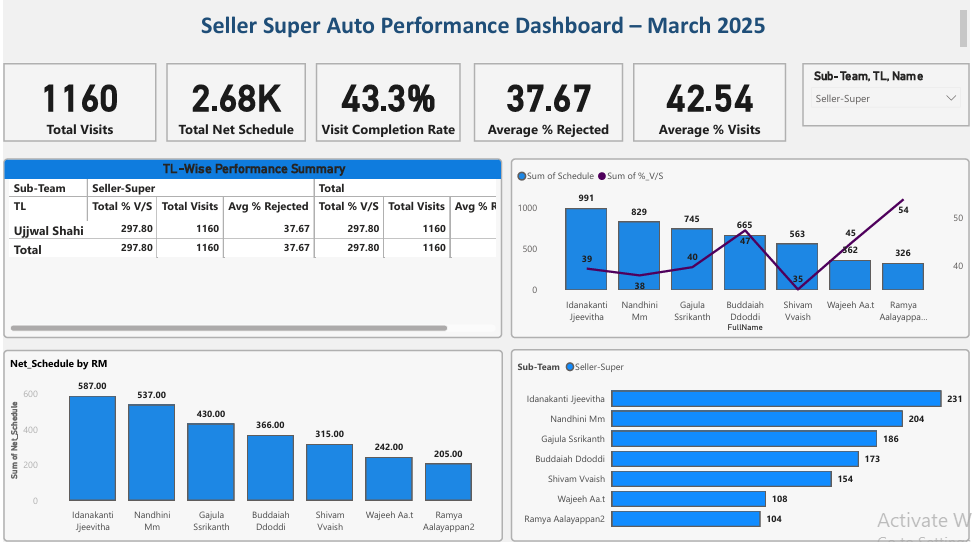 Seller Super Auto Performance Dashboard – March 2025
1160
Total Visits
2.68K
Total Net Schedule
43.3%
Visit Completion Rate
37.67
Average % Rejected
42.54
Average % Visits
Sub-Team, TL, Name
Seller-Super
TL-Wise Performance Summary
Sub-Team Seller-Super Total
TL Total % V/S Total Visits Avg % Rejected Total % V/S Total Visits Avg % R
Ujjwal Shahi 297.80 1160 37.67 297.80 1160
Total 297.80 1160 37.67 297.80 1160
Sum of Schedule Sum of %_V/S
1000
500
0
991
829
745
665
563
362
326
39
38
40
47
35
45
54
50
40
Idanakanti Jjeevitha
Nandhini Mm
Gajula Ssrikanth
Buddaiah Ddoddi
Shivam Vvaish
Wajeeh Aa.t
Ramya Aalayappa...
FullName
Net_Schedule by RM
Sum of Net_Schedule
600
400
200
0
587.00
537.00
430.00
366.00
315.00
242.00
205.00
Idanakanti Jjeevitha
Nandhini Mm
Gajula Ssrikanth
Buddaiah Ddoddi
Shivam Vvaish
Wajeeh Aa.t
Ramya Aalayappan2
Sub-Team Seller-Super
Idanakanti Jjeevitha 231
Nandhini Mm 204
Gajula Ssrikanth 186
Buddaiah Ddoddi 173
Shivam Vvaish 154
Wajeeh Aa.t 108
Ramya Aalayappan2 104
Activate W